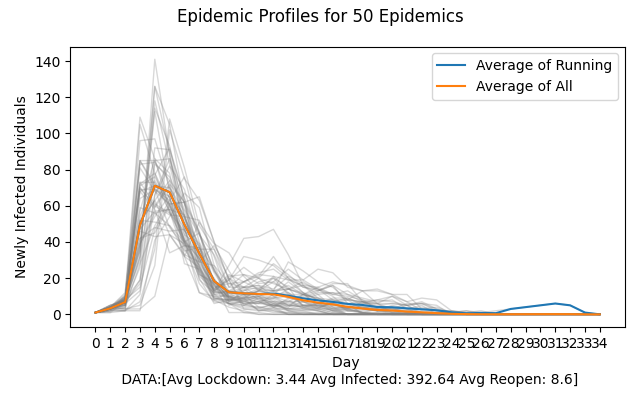 Epidemic Profiles for 50 Epidemics
Newly Infected Individuals
140
120
100
80
60
40
20
0
Average of Running
Average of All
0 1 2 3 4 5 6 7 8 9 10 11 12 13 14 15 16 17 18 19 20 21 22 23 24 25 26 27 28 29 30 31 32 33 34
Day
DATA:[Avg Lockdown: 3.44 Avg Infected: 392.64 Avg Reopen: 8.6]